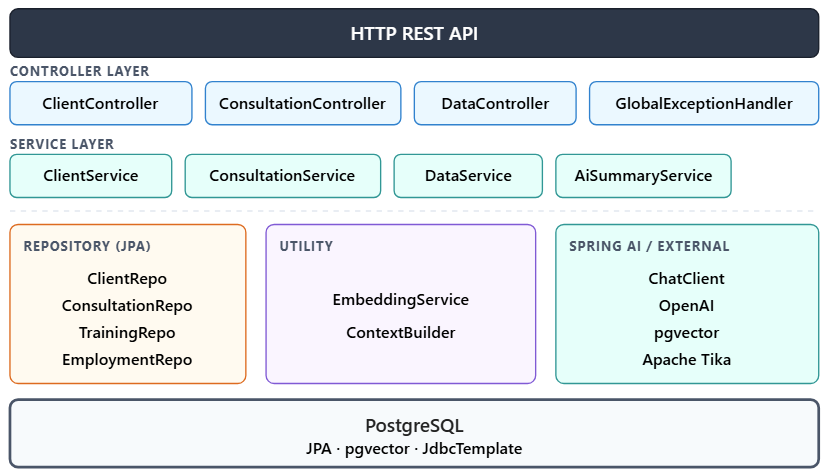 HTTP REST API
CONTROLLER LAYER
ClientController
ConsultationController
DataController
GlobalExceptionHandler
SERVICE LAYER
ClientService
ConsultationService
DataService
AiSummaryService
REPOSITORY (JPA)
ClientRepo
ConsultationRepo
TrainingRepo
EmploymentRepo
UTILITY
EmbeddingService
ContextBuilder
SPRING AI / EXTERNAL
ChatClient
OpenAI
pgvector
Apache Tika
PostgreSQL
JPA · pgvector · JdbcTemplate